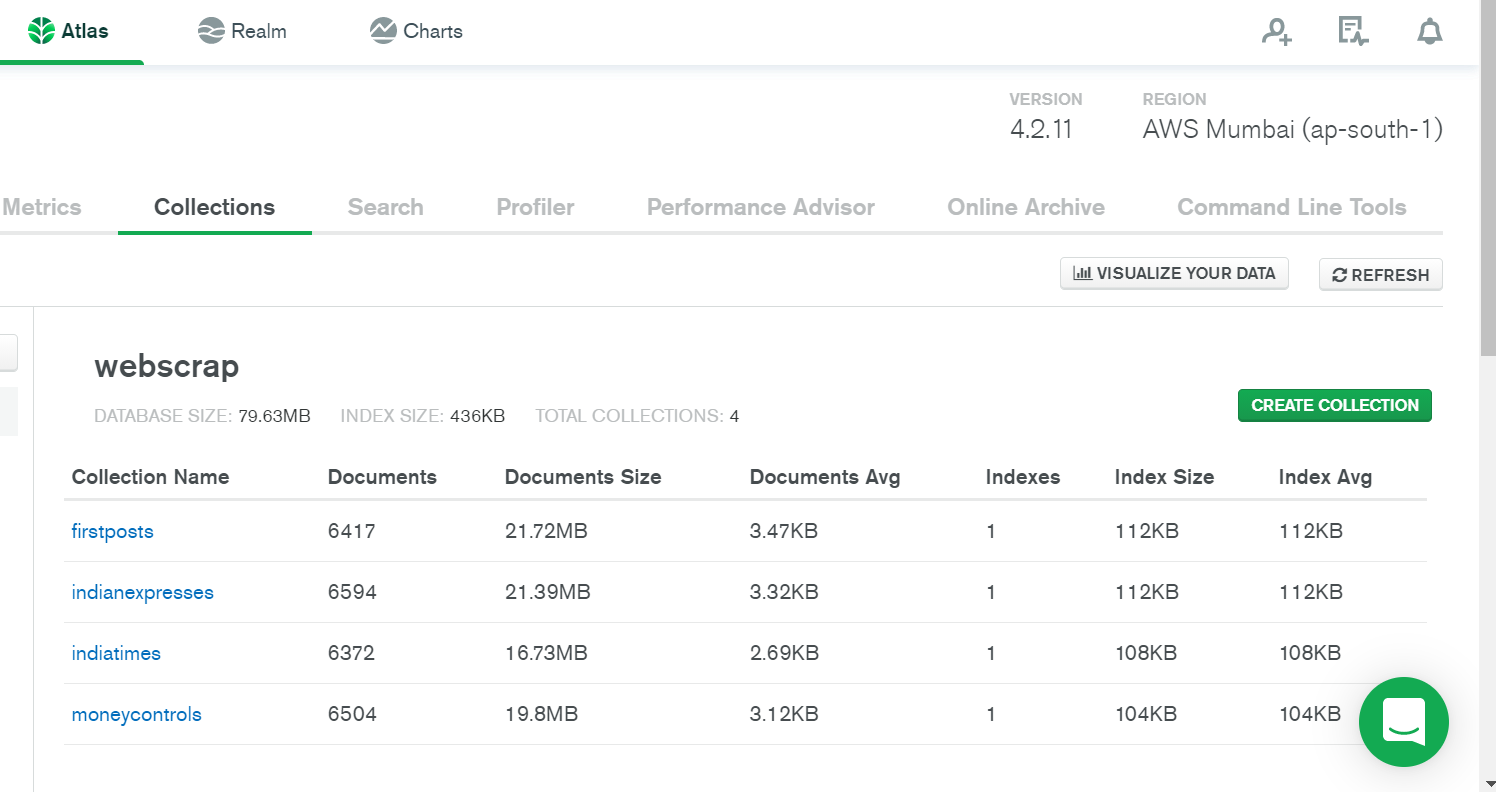 Atlas Realm Charts
VERSION REGION
4.2.11 AWS Mumbai (ap-south-1)
Metrics Collections Search Profiler Performance Advisor Online Archive Command Line Tools
VISUALIZE YOUR DATA REFRESH
webscrap
DATABASE SIZE: 79.63MB INDEX SIZE: 436KB TOTAL COLLECTIONS: 4
CREATE COLLECTION
Collection Name Documents Documents Size Documents Avg Indexes Index Size Index Avg
firstposts 6417 21.72MB 3.47KB 1 112KB 112KB
indianexpresses 6594 21.39MB 3.32KB 1 112KB 112KB
indiatimes 6372 16.73MB 2.69KB 1 108KB 108KB
moneycontrols 6504 19.8MB 3.12KB 1 104KB 104KB